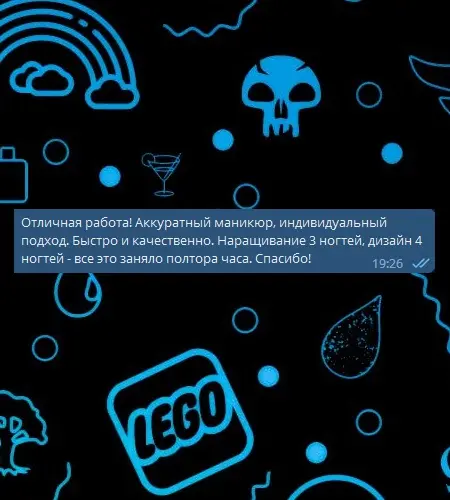 Отличная работа! Аккуратный маникюр, индивидуальный
подход. Быстро и качественно. Наращивание 3 ногтей, дизайн 4
ногтей - все это заняло полтора часа. Спасибо!
19:26
LEGO